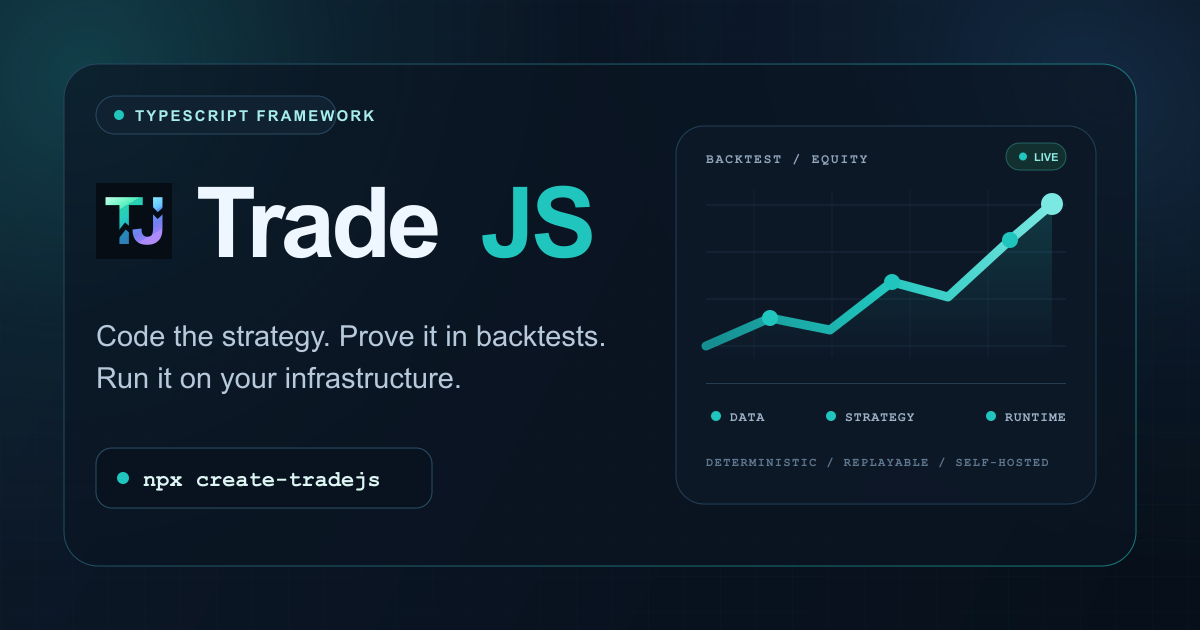 TYPESCRIPT FRAMEWORK
TJ
Trade JS
Code the strategy. Prove it in backtests.
Run it on your infrastructure.
npx create-tradejs
BACKTEST / EQUITY
LIVE
DATA
STRATEGY
RUNTIME
DETERMINISTIC / REPLAYABLE / SELF-HOSTED